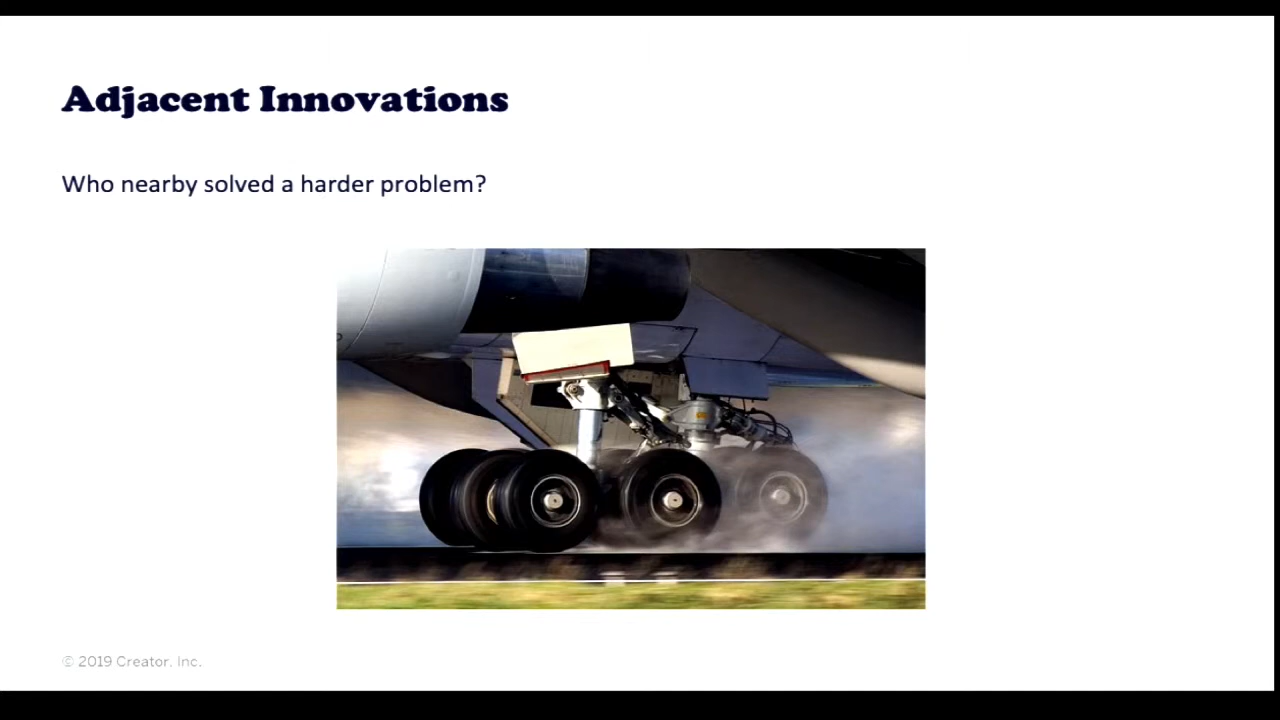 Adjacent Innovations
Who nearby solved a harder problem?
© 2019 Creator, Inc.